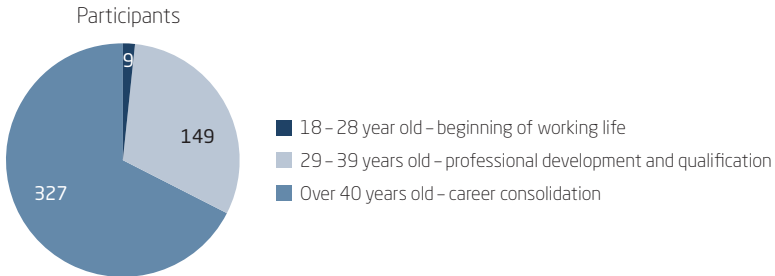 Participants
9
149
327
18 – 28 year old – beginning of working life
29 – 39 years old – professional development and qualification
Over 40 years old – career consolidation